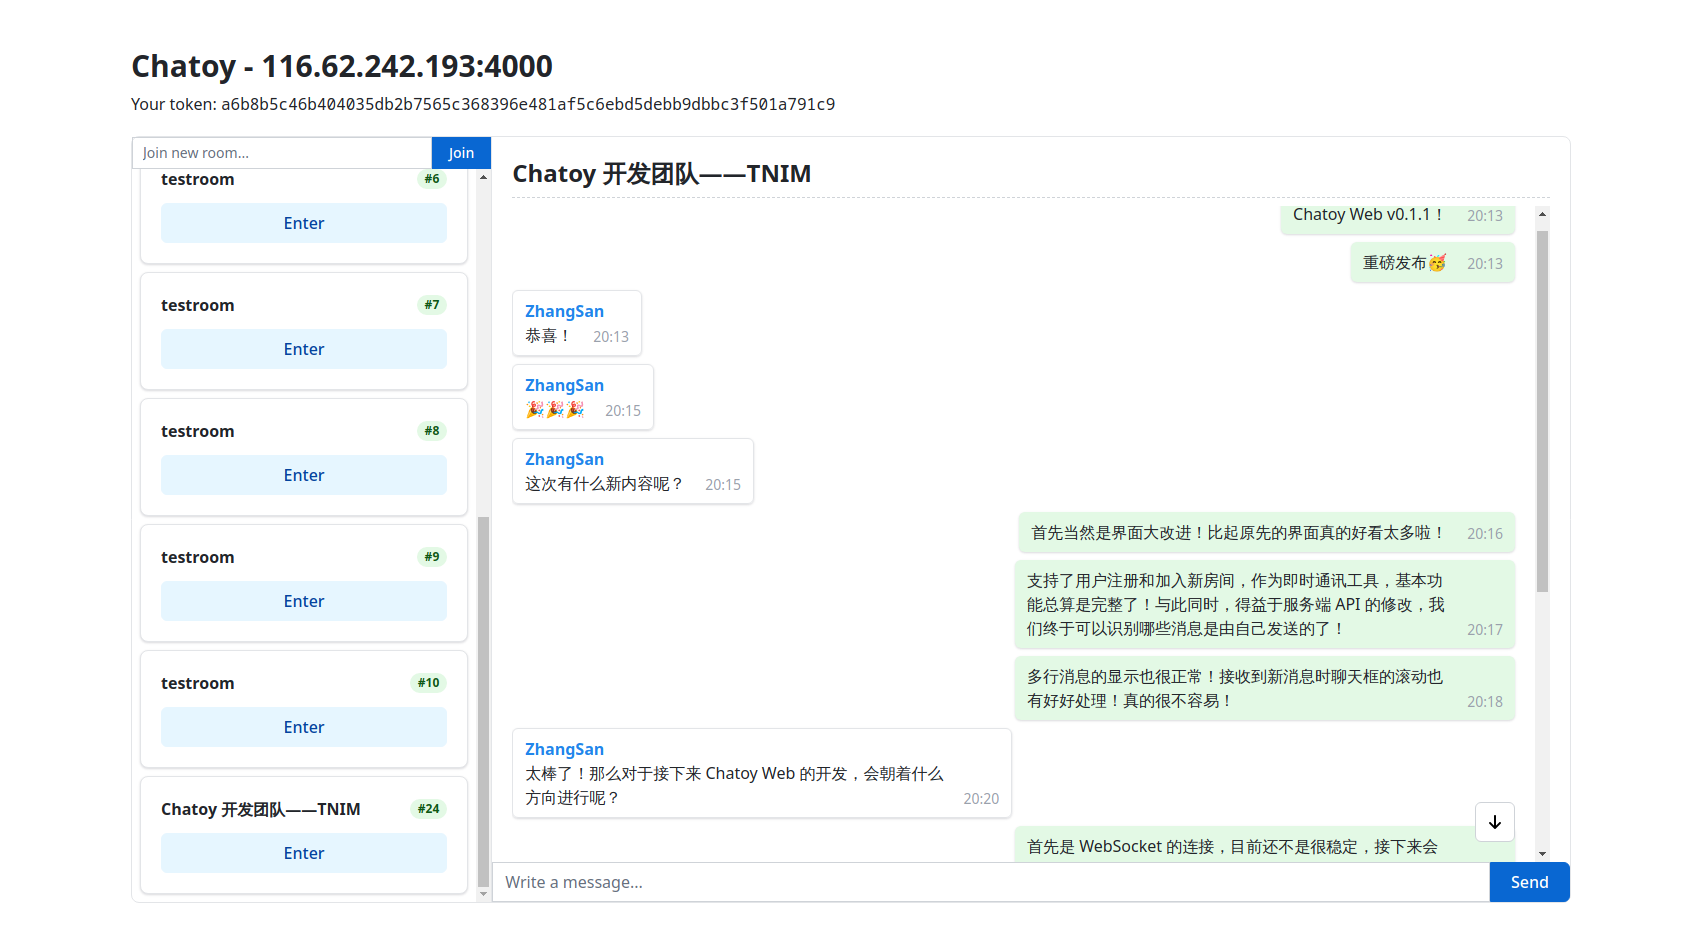 Chatoy - 116.62.242.193:4000
Your token: a6b8b5c46b404035db2b7565c368396e481af5c6ebd5debb9dbbc3f501a791c9
Join new room...
Join
testroom #6
Enter
testroom #7
Enter
testroom #8
Enter
testroom #9
Enter
testroom #10
Enter
Chatoy 开发团队——TNIM #24
Enter
Chatoy 开发团队——TNIM
Chatoy Web v0.1.1！ 20:13
重磅发布🥳 20:13
ZhangSan
恭喜！ 20:13
ZhangSan
🎉🎉🎉 20:15
ZhangSan
这次有什么新内容呢？ 20:15
首先当然是界面大改进！比起原先的界面真的好看太多啦！ 20:16
支持了用户注册和加入新房间，作为即时通讯工具，基本功
能总算是完整了！与此同时，得益于服务端 API 的修改，我
们终于可以识别哪些消息是由自己发送的了！ 20:17
多行消息的显示也很正常！接收到新消息时聊天框的滚动也
有好好处理！真的很不容易！ 20:18
ZhangSan
太棒了！那么对于接下来 Chatoy Web 的开发，会朝着什么
方向进行呢？ 20:20
首先是 WebSocket 的连接，目前还不是很稳定，接下来会
Write a message...
Send